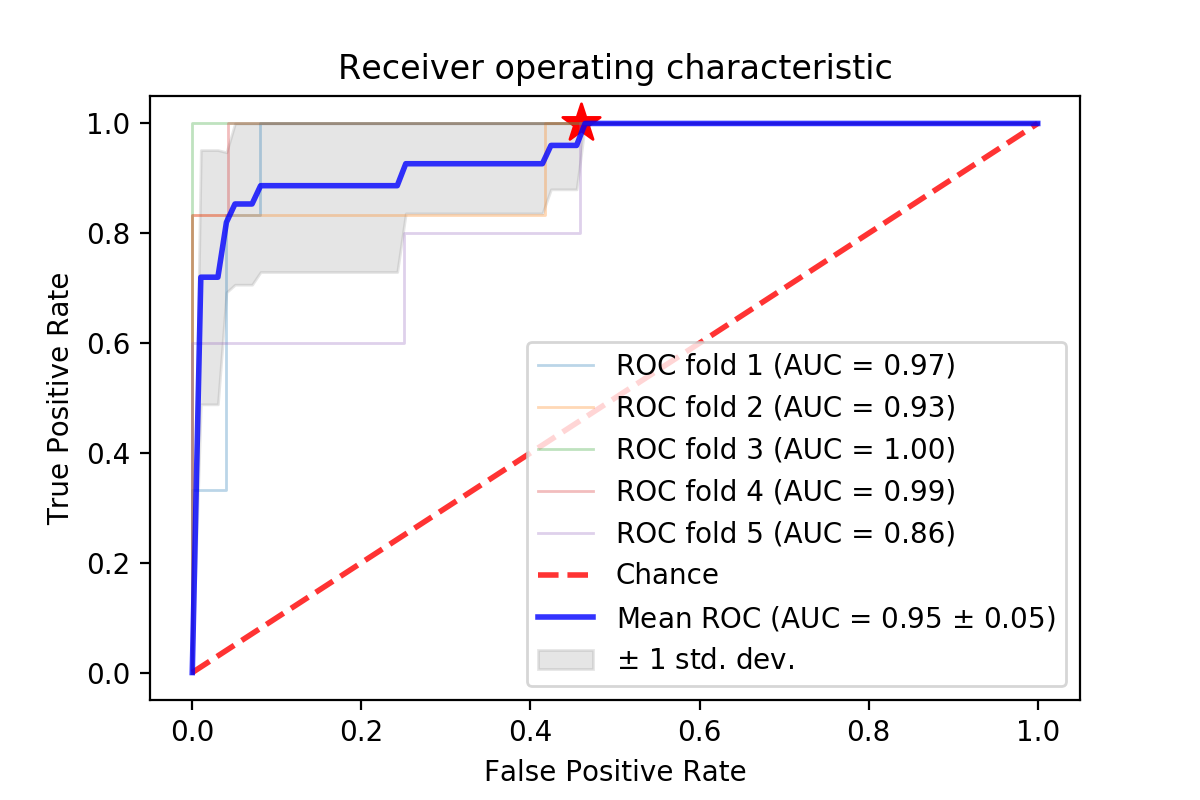 Receiver operating characteristic
1.0
0.8
0.6
0.4
0.2
0.0
True Positive Rate
ROC fold 1 (AUC = 0.97)
ROC fold 2 (AUC = 0.93)
ROC fold 3 (AUC = 1.00)
ROC fold 4 (AUC = 0.99)
ROC fold 5 (AUC = 0.86)
Chance
Mean ROC (AUC = 0.95 ± 0.05)
± 1 std. dev.
0.0 0.2 0.4 0.6 0.8 1.0
False Positive Rate